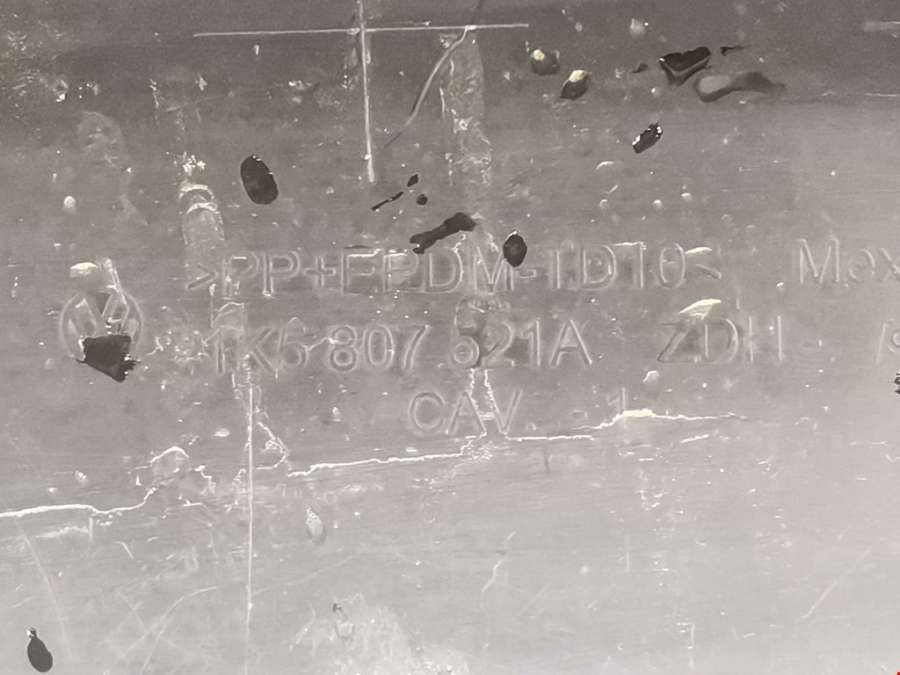 >PP+EPDM-TD10< Mex
1K5 807 521A ZDH-
CAV. - 1